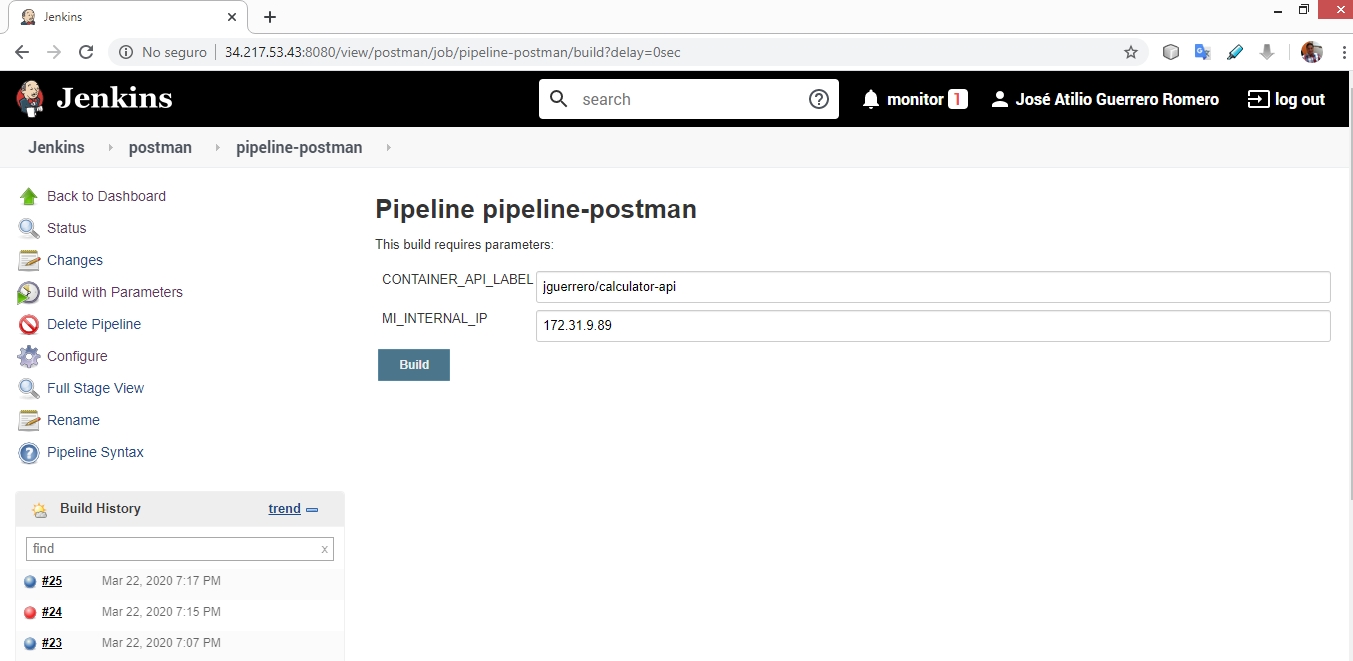 Jenkins
No seguro 34.217.53.43:8080/view/postman/job/pipeline-postman/build?delay=0sec
Jenkins search monitor 1 José Atilio Guerrero Romero log out
Jenkins postman pipeline-postman
Back to Dashboard
Status
Changes
Build with Parameters
Delete Pipeline
Configure
Full Stage View
Rename
Pipeline Syntax
Pipeline pipeline-postman
This build requires parameters:
CONTAINER_API_LABEL jguerrero/calculator-api
MI_INTERNAL_IP 172.31.9.89
Build
Build History trend
find x
#25 Mar 22, 2020 7:17 PM
#24 Mar 22, 2020 7:15 PM
#23 Mar 22, 2020 7:07 PM